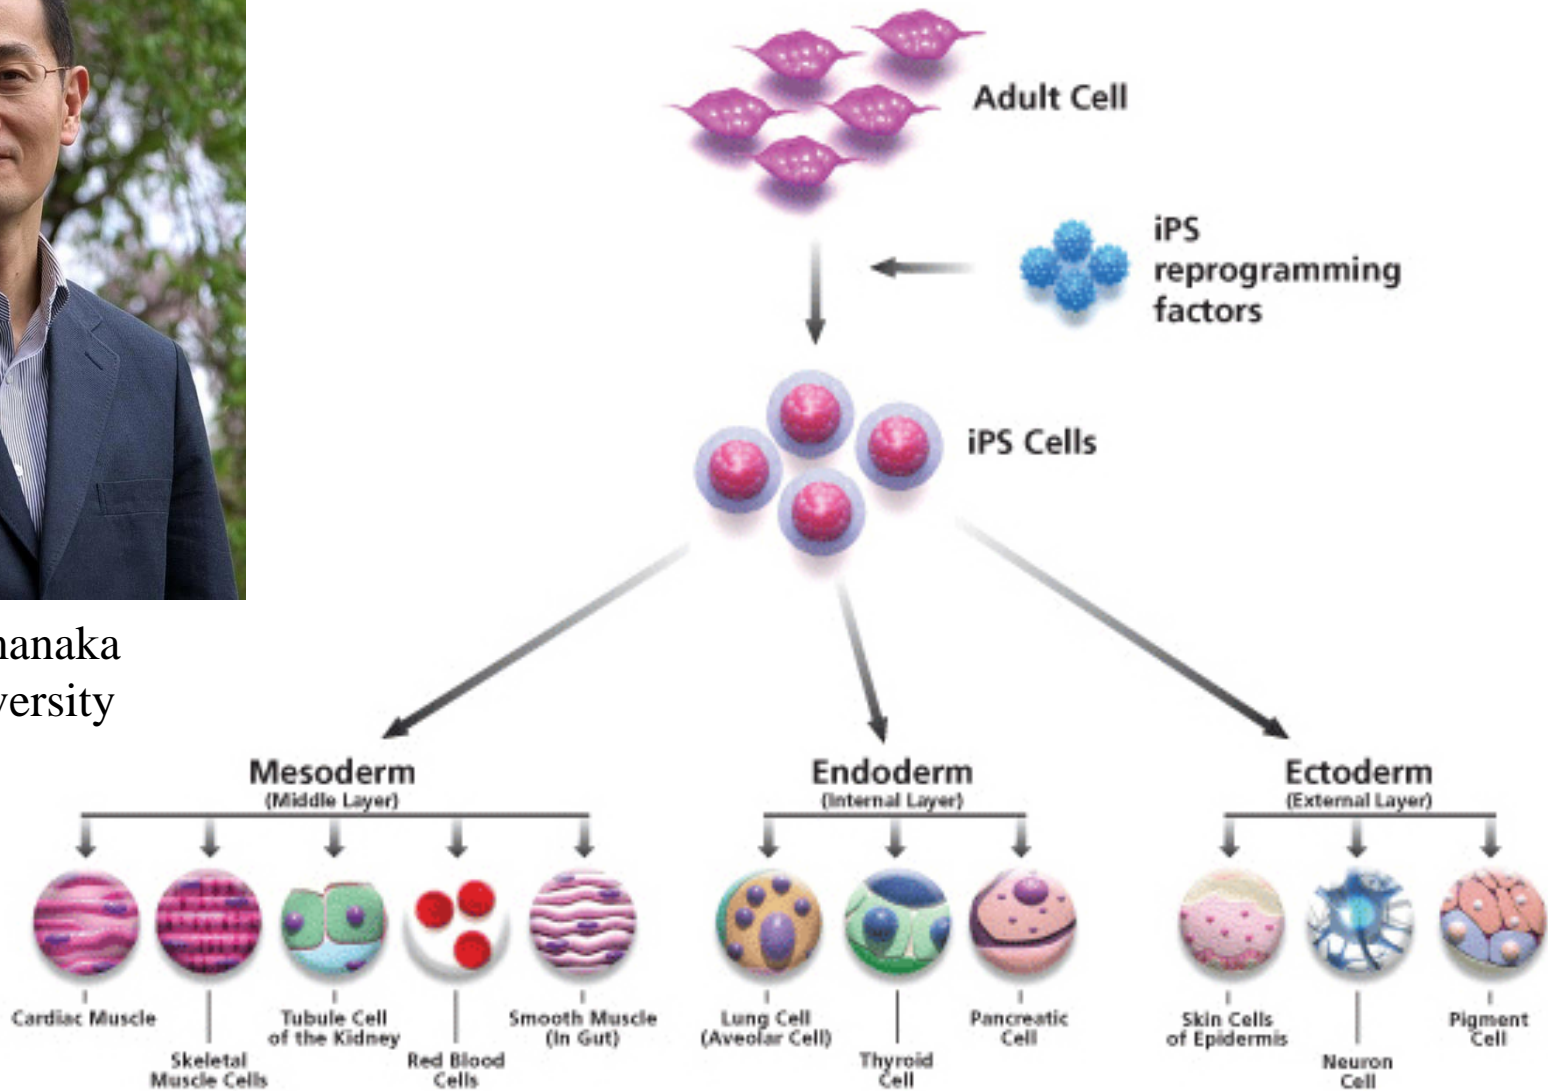 Adult Cell
iPS
reprogramming
factors
iPS Cells
manaka
versity
Mesoderm
(Middle Layer)
Endoderm
(Internal Layer)
Ectoderm
(External Layer)
Cardiac Muscle
Skeletal
Muscle Cells
Tubule Cell
of the Kidney
Red Blood
Cells
Smooth Muscle
(In Gut)
Lung Cell
(Aveolar Cell)
Thyroid
Cell
Pancreatic
Cell
Skin Cells
of Epidermis
Neuron
Cell
Pigment
Cell